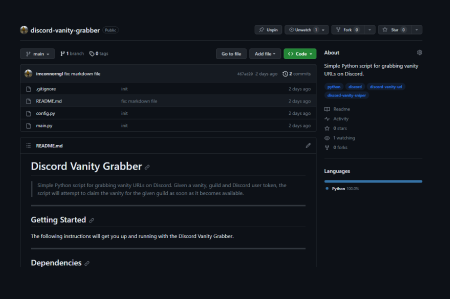 discord-vanity-grabber Public
Unpin Unwatch 1 Fork 0 Star 0
main 1 branch 0 tags Go to file Add file Code
fix markdown file 2 days ago 2 commits
.gitignore init 2 days ago
README.md fix markdown file 2 days ago
config.py init 2 days ago
main.py init 2 days ago
README.md
Discord Vanity Grabber
Simple Python script for grabbing vanity URLs on Discord. Given a vanity, guild and Discord user token, the
script will attempt to claim the vanity for the given guild as soon as it becomes available.
Getting Started
The following instructions will get you up and running with the Discord Vanity Grabber.
Dependencies
About
Simple Python script for grabbing vanity
URLs on Discord.
python discord discord-vanity-url
discord-vanity-sniper
Readme
Activity
0 stars
1 watching
0 forks
Languages
Python 100.0%